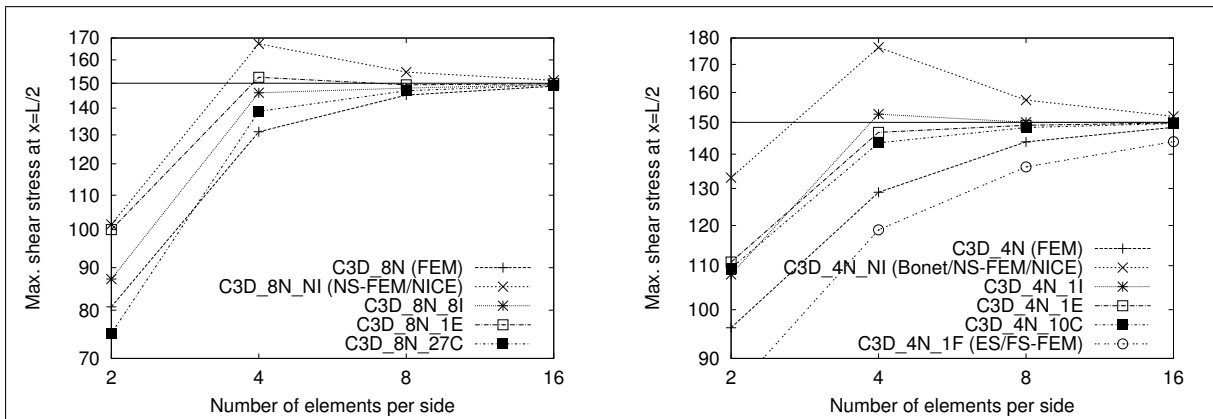 Max. shear stress at x=L/2
170
160
150
140
130
120
110
100
90
80
70
2
4
8
16
Number of elements per side
C3D_8N (FEM)
C3D_8N_NI (NS-FEM/NICE)
C3D_8N_8I
C3D_8N_1E
C3D_8N_27C
Max. shear stress at x=L/2
180
170
160
150
140
130
120
110
100
90
2
4
8
16
Number of elements per side
C3D_4N (FEM)
C3D_4N_NI (Bonet/NS-FEM/NICE)
C3D_4N_1I
C3D_4N_1E
C3D_4N_10C
C3D_4N_1F (ES/FS-FEM)